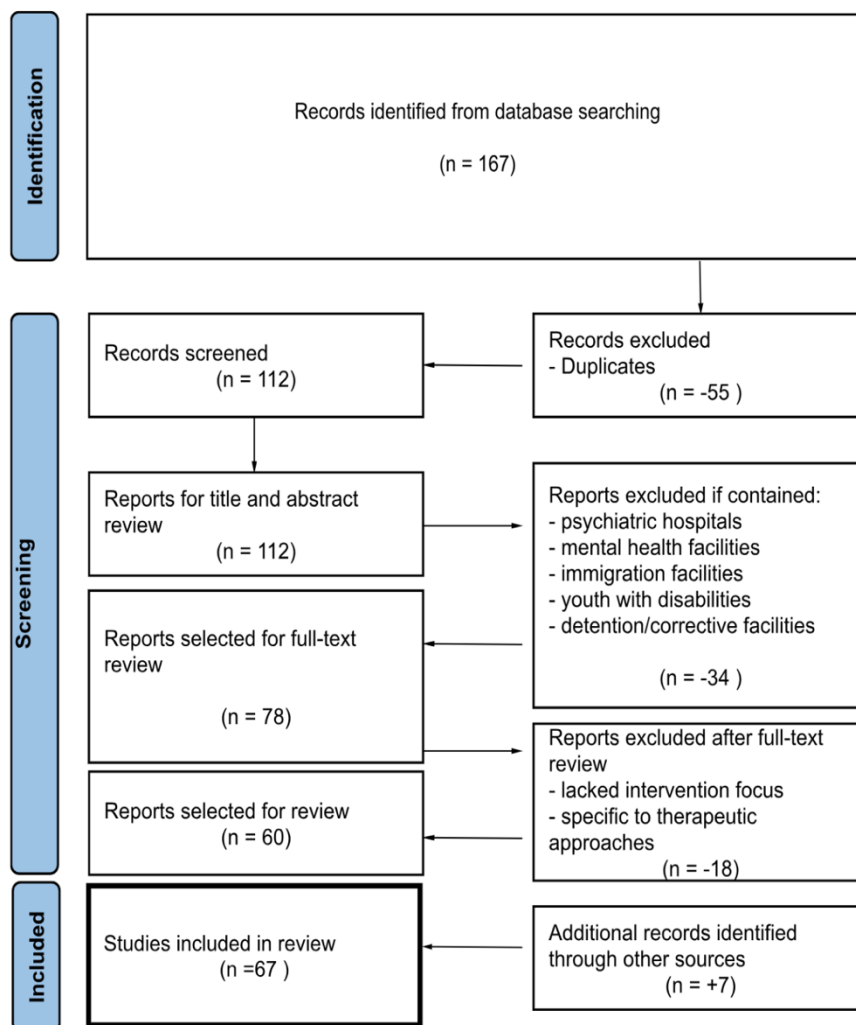 Identification
Records identified from database searching
(n = 167)
Screening
Records screened
(n = 112)
Records excluded
- Duplicates
(n = -55 )
Reports for title and abstract
review
(n = 112)
Reports excluded if contained:
- psychiatric hospitals
- mental health facilities
- immigration facilities
- youth with disabilities
- detention/corrective facilities
(n = -34 )
Reports selected for full-text
review
(n = 78)
Reports excluded after full-text
review
- lacked intervention focus
- specific to therapeutic
approaches
(n = -18)
Reports selected for review
(n = 60)
Included
Studies included in review
(n =67 )
Additional records identified
through other sources
(n = +7)